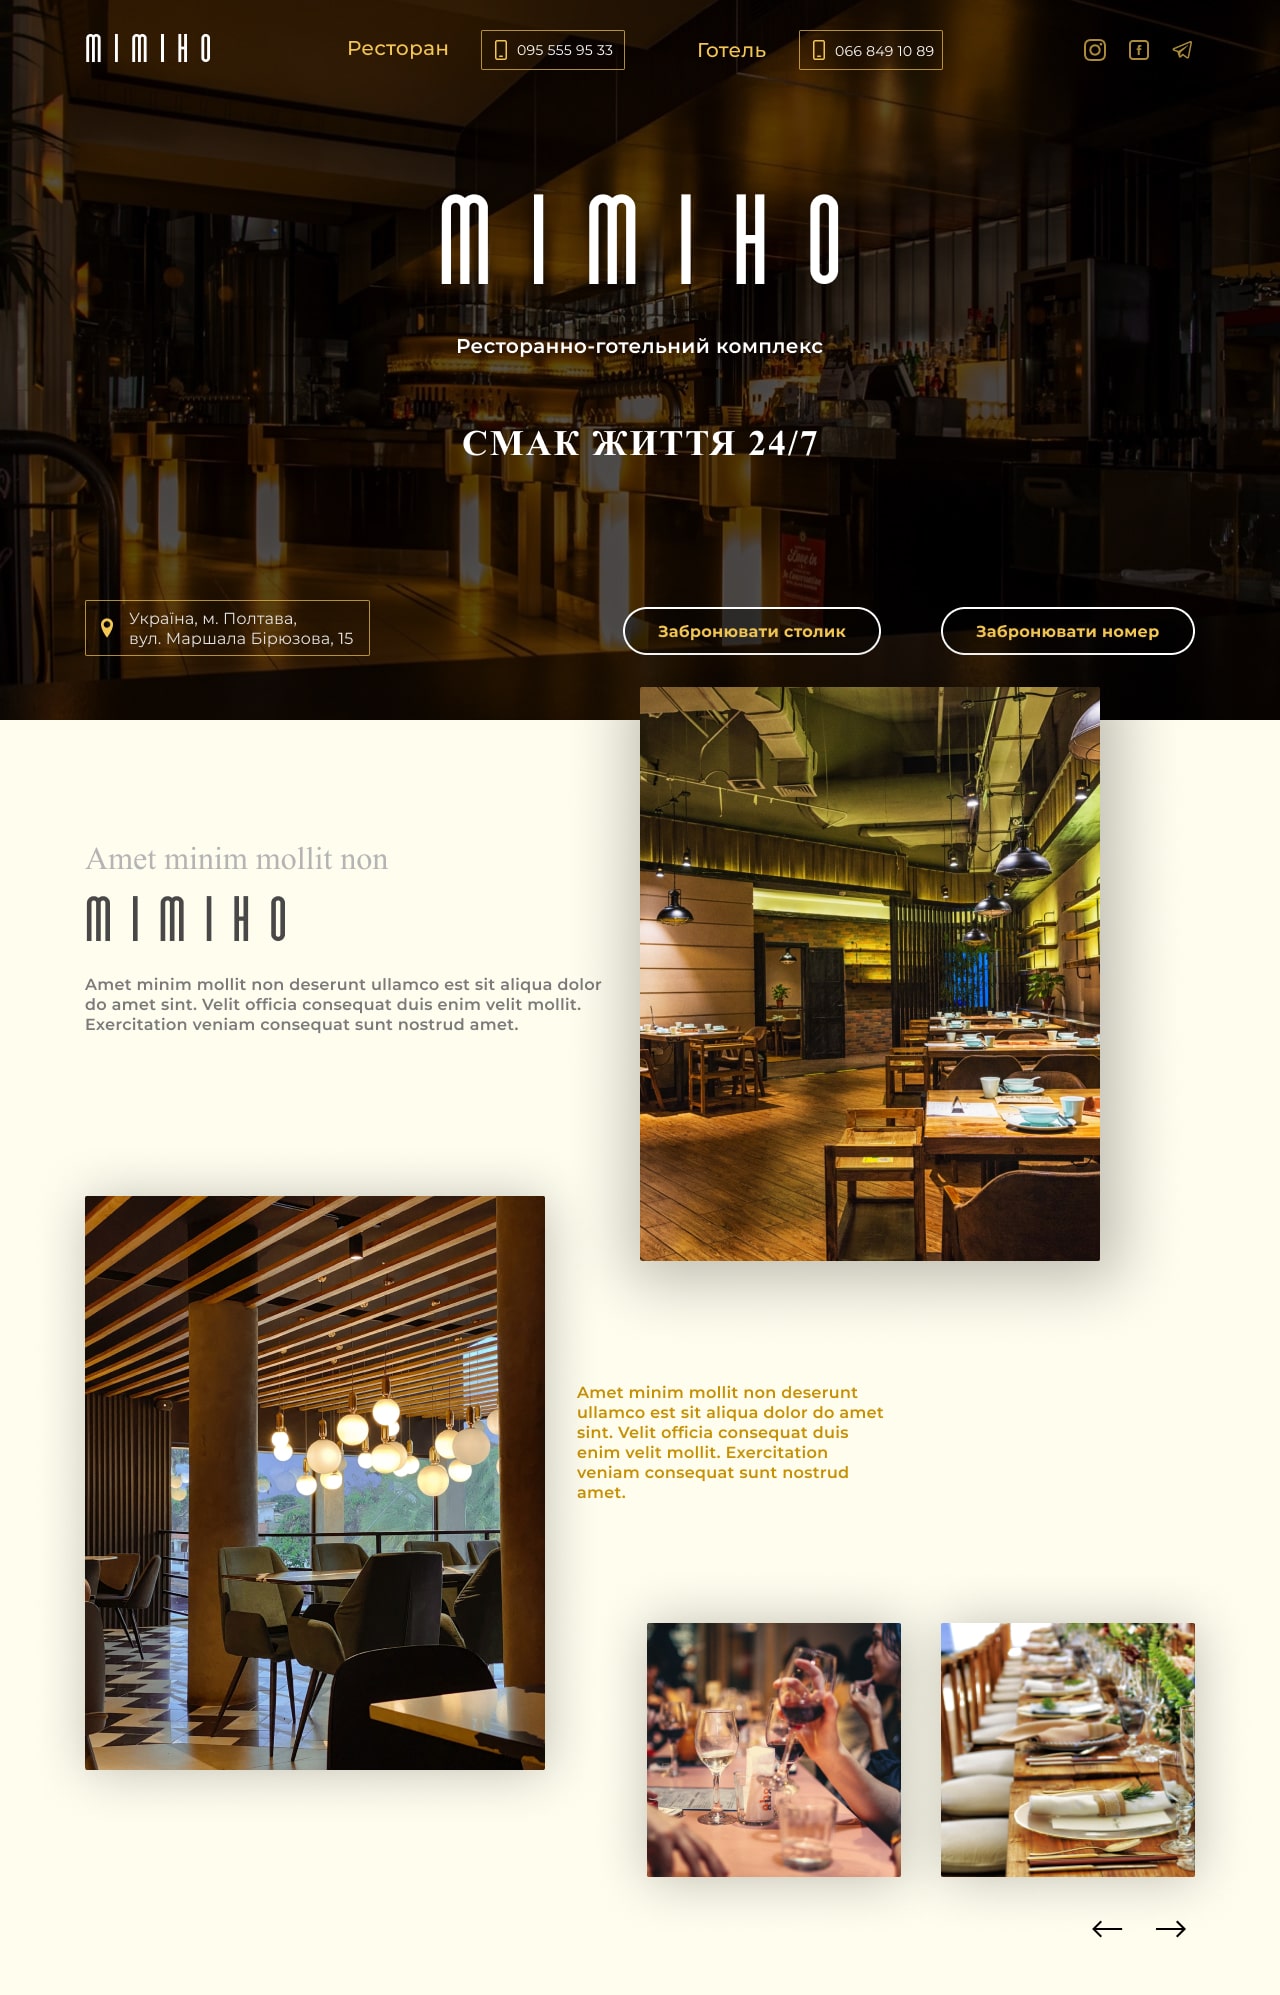 MIMIHO
Ресторан
095 555 95 33
Готель
066 849 10 89
MIMIHO
Ресторанно-готельний комплекс
СМАК ЖИТТЯ 24/7
Україна, м. Полтава,
вул. Маршала Бірюзова, 15
Забронювати столик
Забронювати номер
Amet minim mollit non
MIMIHO
Amet minim mollit non deserunt ullamco est sit aliqua dolor
do amet sint. Velit officia consequat duis enim velit mollit.
Exercitation veniam consequat sunt nostrud amet.
Amet minim mollit non deserunt
ullamco est sit aliqua dolor do amet
sint. Velit officia consequat duis
enim velit mollit. Exercitation
veniam consequat sunt nostrud
amet.